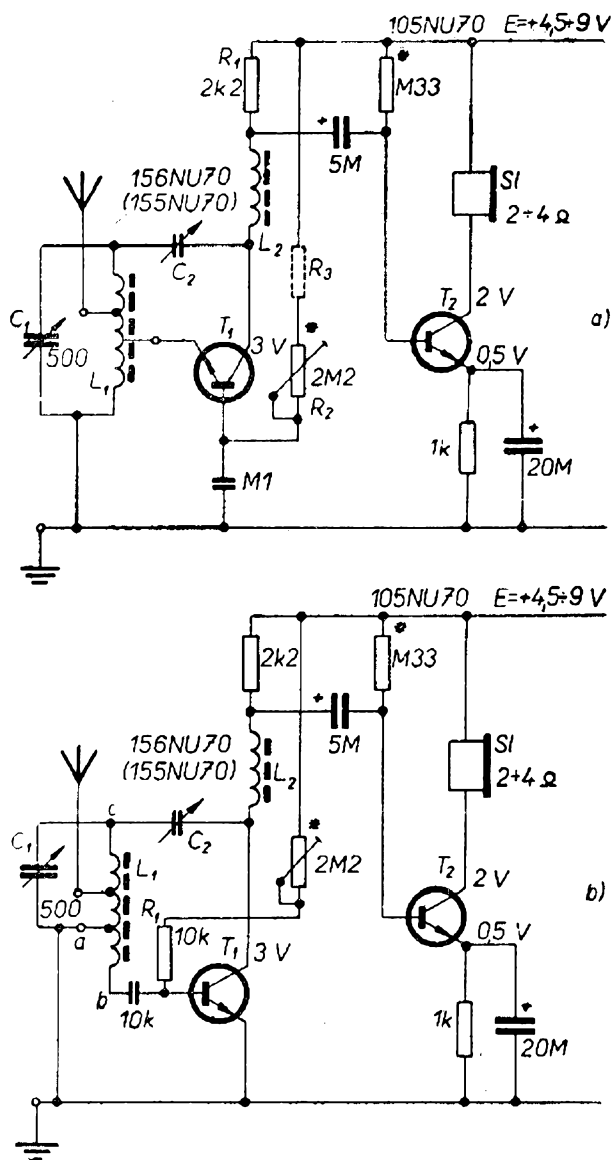 105NU70 E=+4,5÷9 V
R1
2k2
*
M33
+
5M
156NU70
(155NU70)
Sl
2÷4 Ω
L2
C2
R3
C1
500
L1
T1
3 V
*
2M2
R2
T2
2 V
a)
0,5 V
M1
1k
+
20M
105NU70 E=+4,5÷9 V
2k2
*
M33
+
5M
156NU70
(155NU70)
L2
Sl
2÷4 Ω
c
C1
C2
*
2M2
L1
500
a
R1
10k
T1
3 V
T2
2 V
b)
0,5 V
b
10k
1k
+
20M